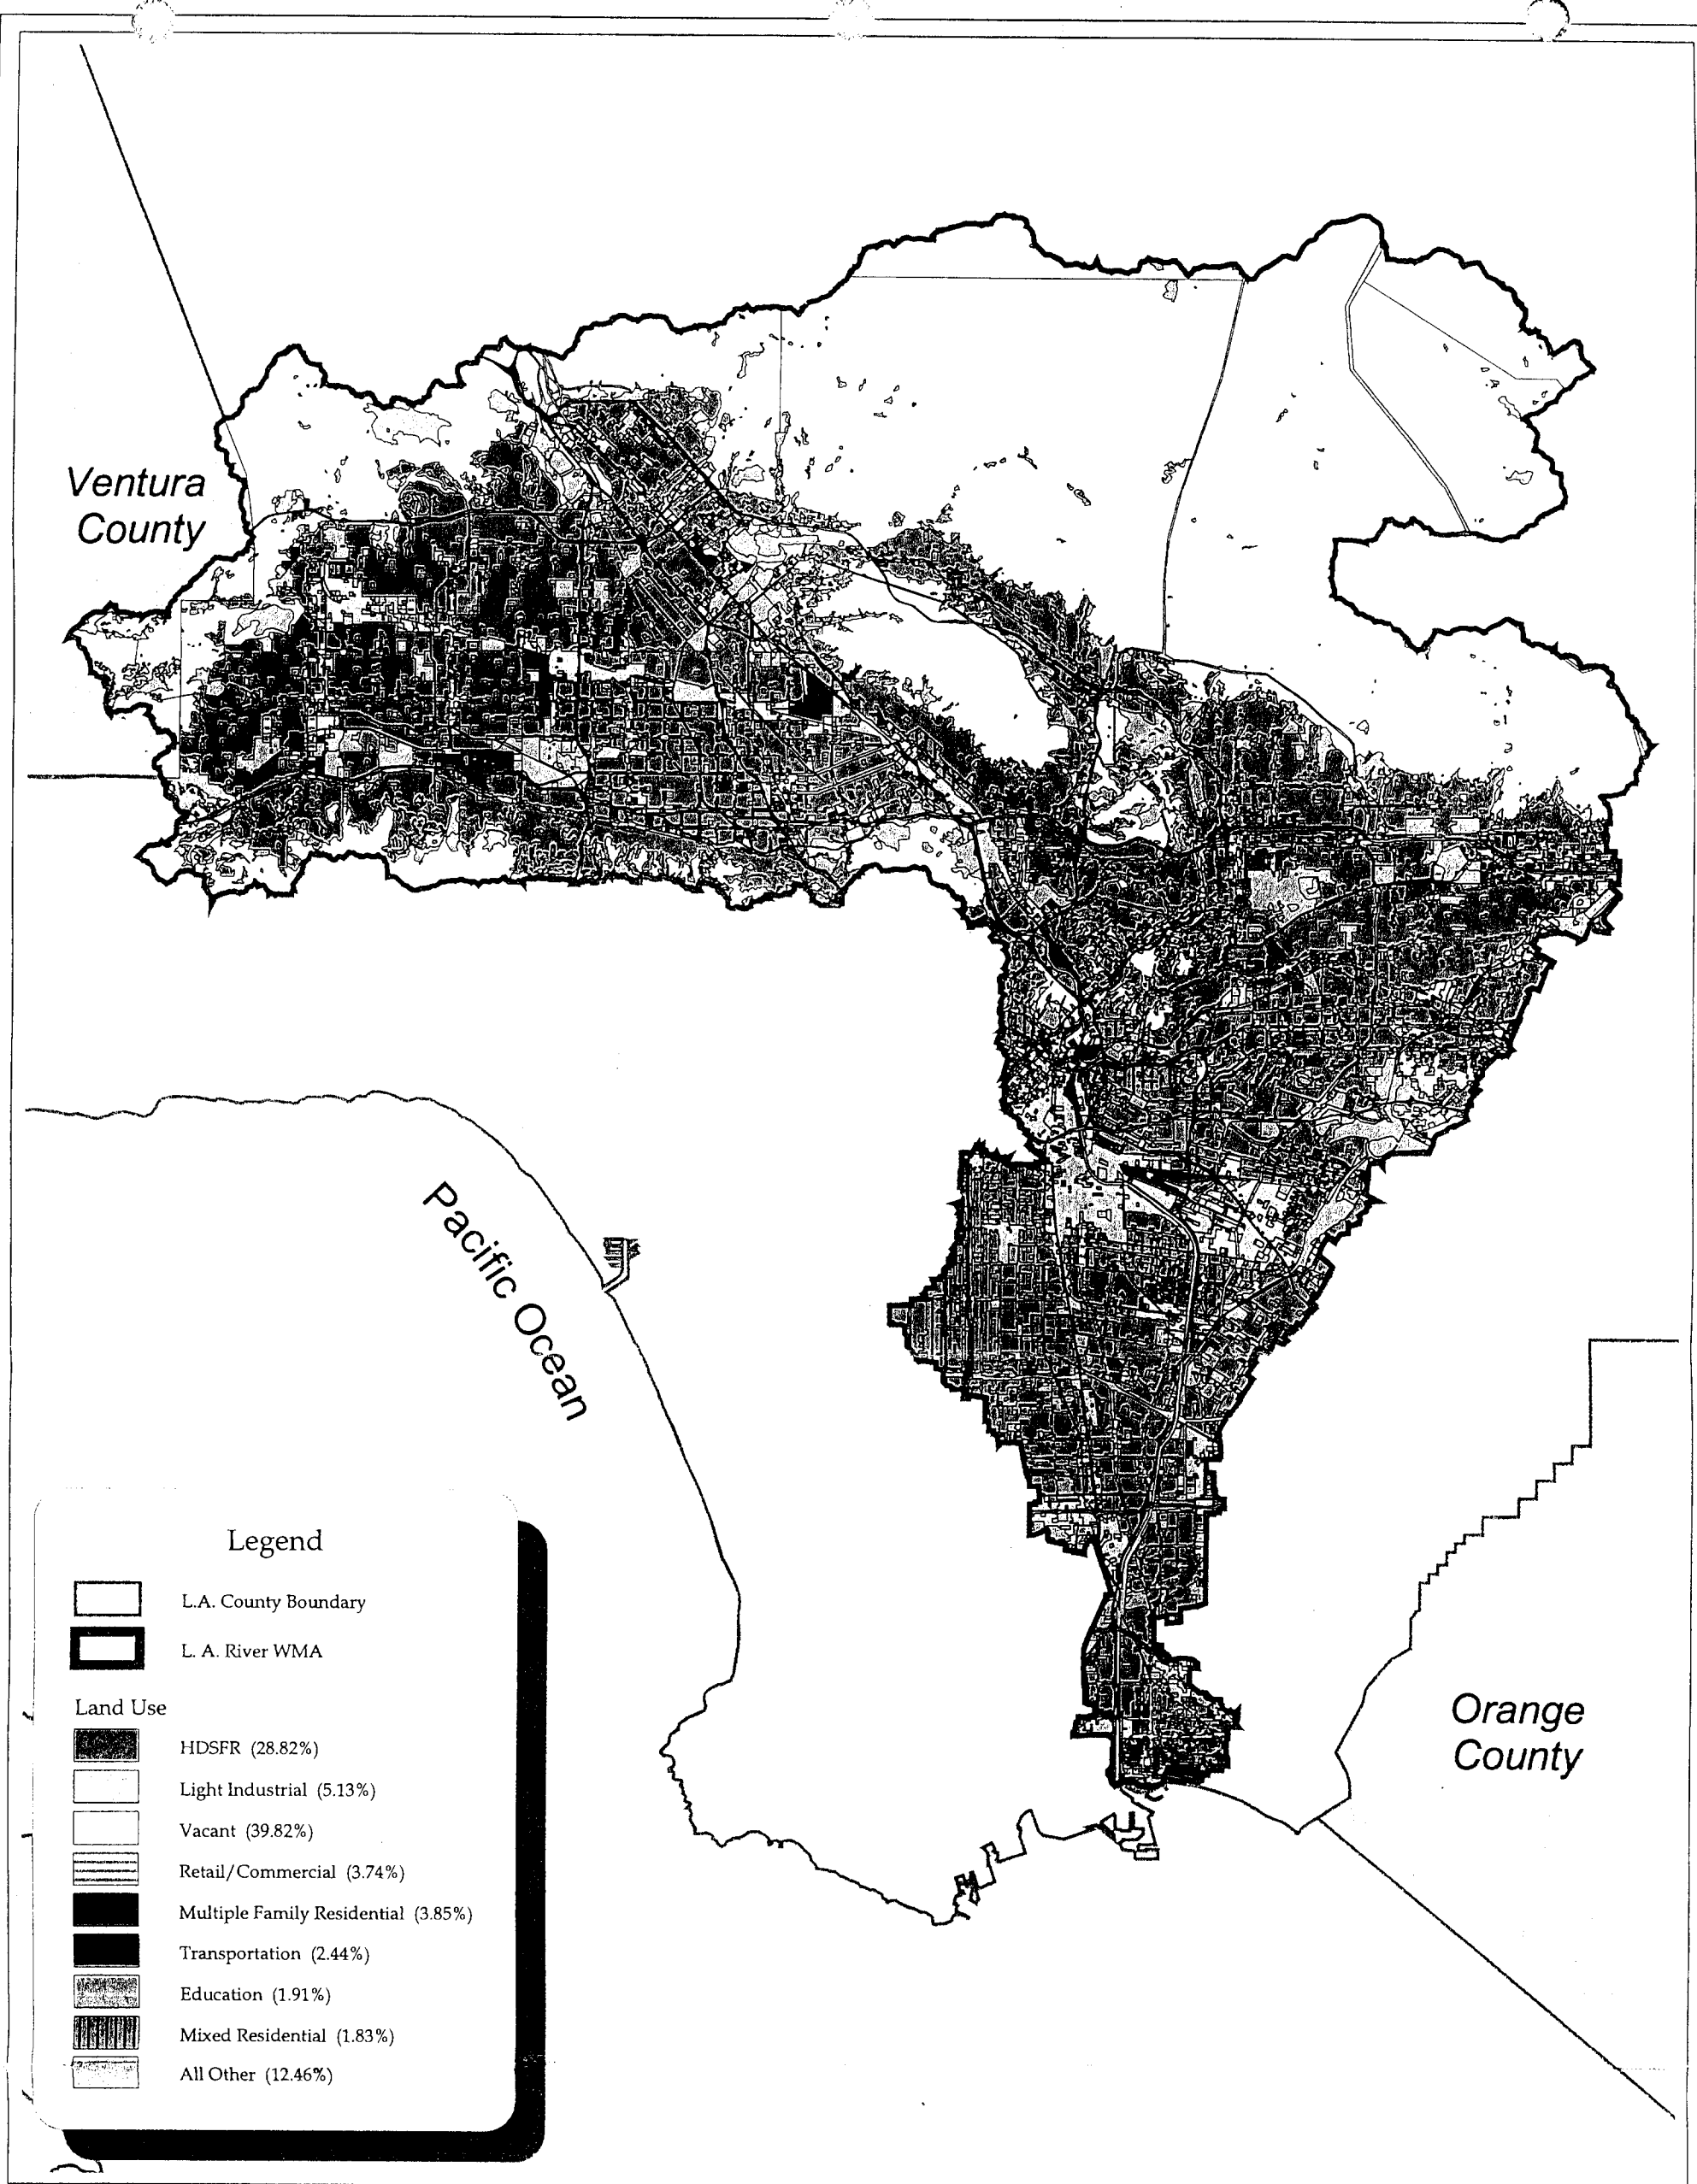 Ventura
County
Pacific Ocean
Orange
County
Legend
L.A. County Boundary
L. A. River WMA
Land Use
HDSFR (28.82%)
Light Industrial (5.13%)
Vacant (39.82%)
Retail/Commercial (3.74%)
Multiple Family Residential (3.85%)
Transportation (2.44%)
Education (1.91%)
Mixed Residential (1.83%)
All Other (12.46%)